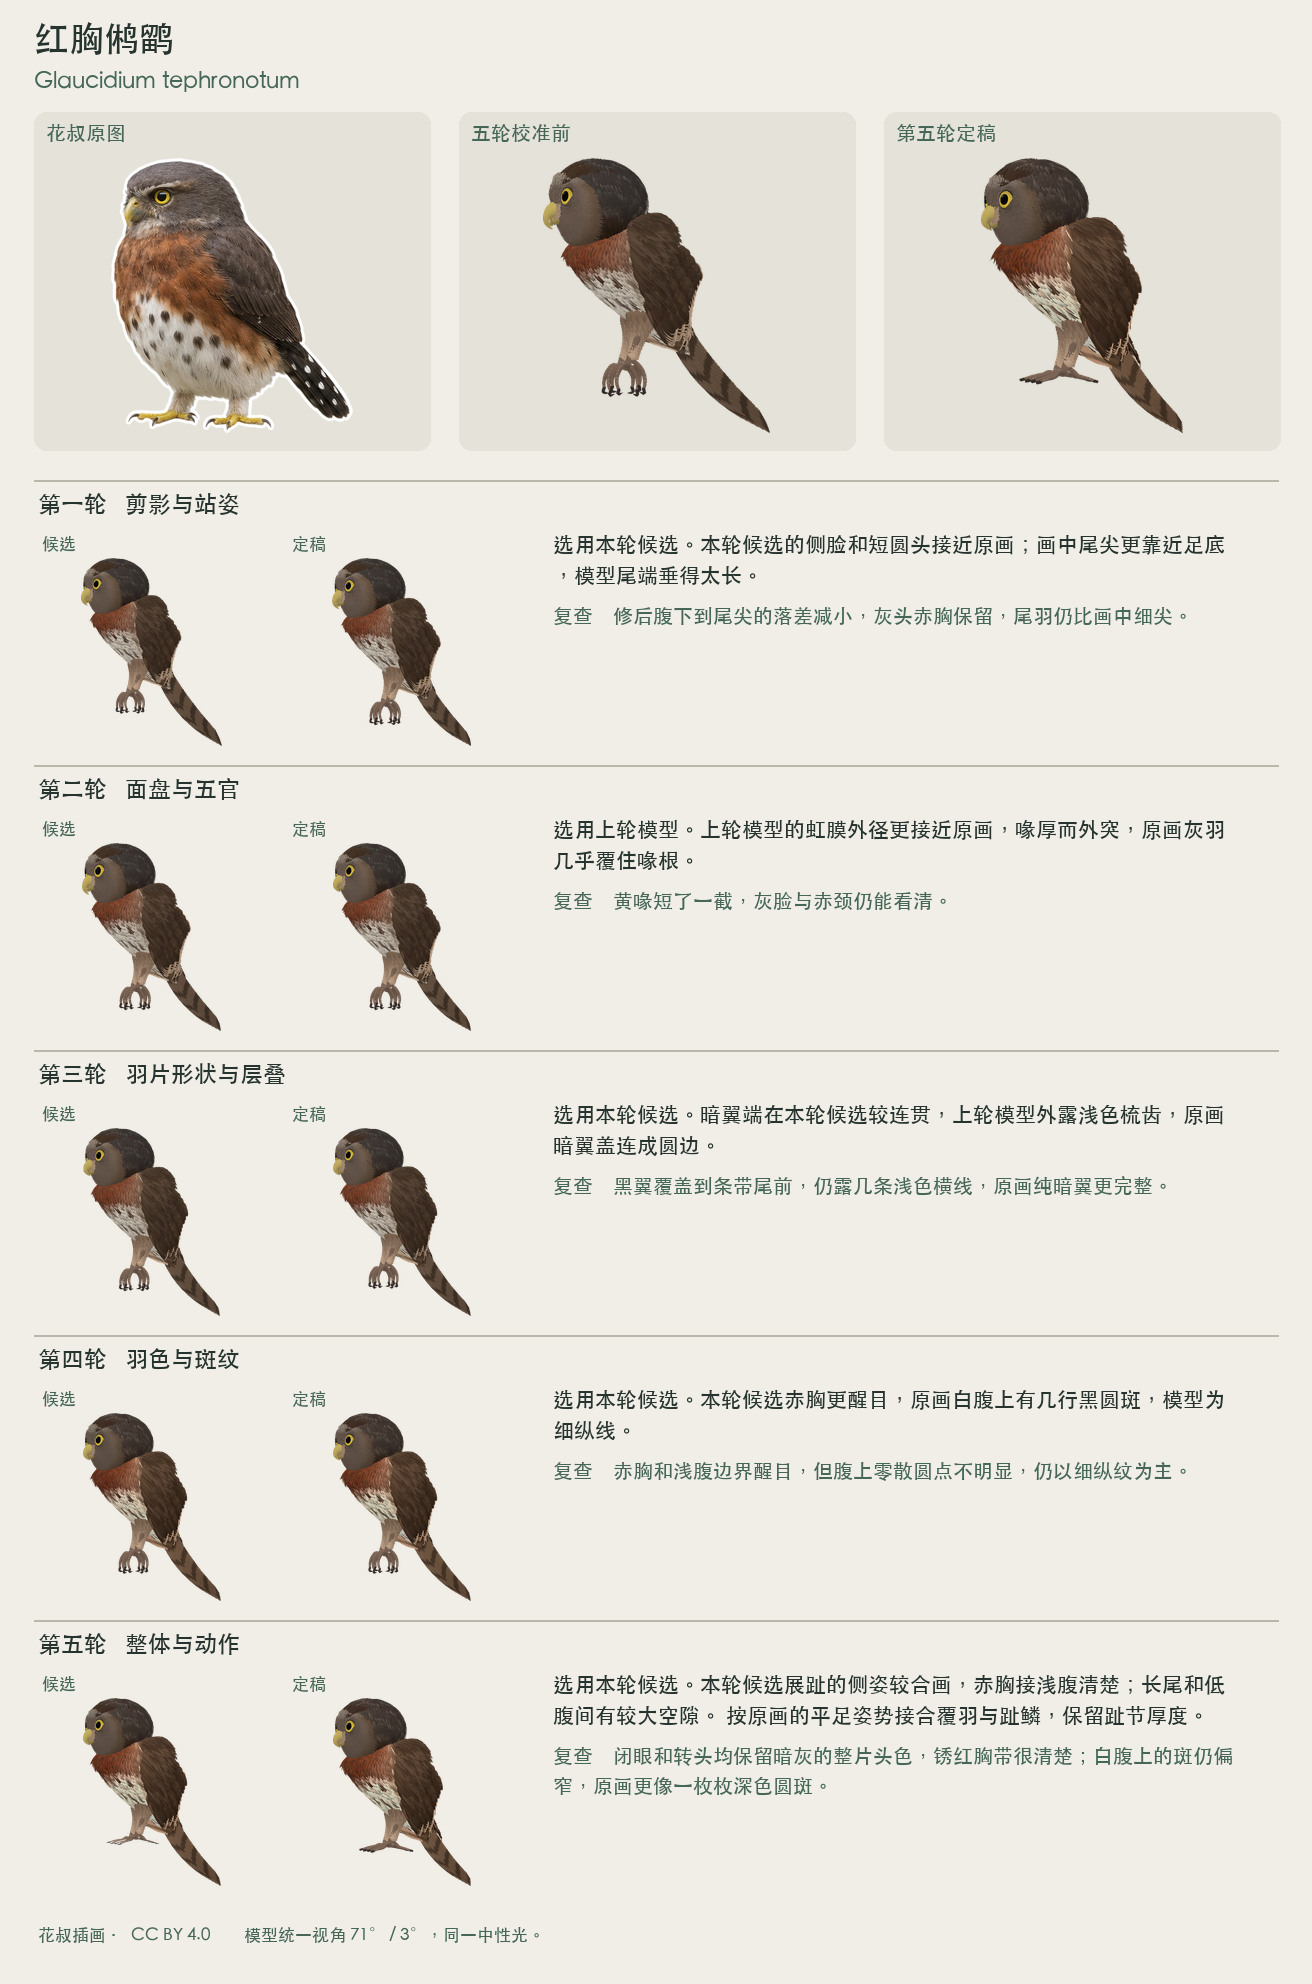 红胸鸺鹠
Glaucidium tephronotum
花叔原图
五轮校准前
第五轮定稿
第一轮 剪影与站姿
候选
定稿
选用本轮候选。本轮候选的侧脸和短圆头接近原画；画中尾尖更靠近足底
，模型尾端垂得太长。
复查 修后腹下到尾尖的落差减小，灰头赤胸保留，尾羽仍比画中细尖。
第二轮 面盘与五官
候选
定稿
选用上轮模型。上轮模型的虹膜外径更接近原画，喙厚而外突，原画灰羽
几乎覆住喙根。
复查 黄喙短了一截，灰脸与赤颈仍能看清。
第三轮 羽片形状与层叠
候选
定稿
选用本轮候选。暗翼端在本轮候选较连贯，上轮模型外露浅色梳齿，原画
暗翼盖连成圆边。
复查 黑翼覆盖到条带尾前，仍露几条浅色横线，原画纯暗翼更完整。
第四轮 羽色与斑纹
候选
定稿
选用本轮候选。本轮候选赤胸更醒目，原画白腹上有几行黑圆斑，模型为
细纵线。
复查 赤胸和浅腹边界醒目，但腹上零散圆点不明显，仍以细纵纹为主。
第五轮 整体与动作
候选
定稿
选用本轮候选。本轮候选展趾的侧姿较合画，赤胸接浅腹清楚；长尾和低
腹间有较大空隙。 按原画的平足姿势接合覆羽与趾鳞，保留趾节厚度。
复查 闭眼和转头均保留暗灰的整片头色，锈红胸带很清楚；白腹上的斑仍偏
窄，原画更像一枚枚深色圆斑。
花叔插画 · CC BY 4.0 模型统一视角 71° / 3° ，同一中性光。